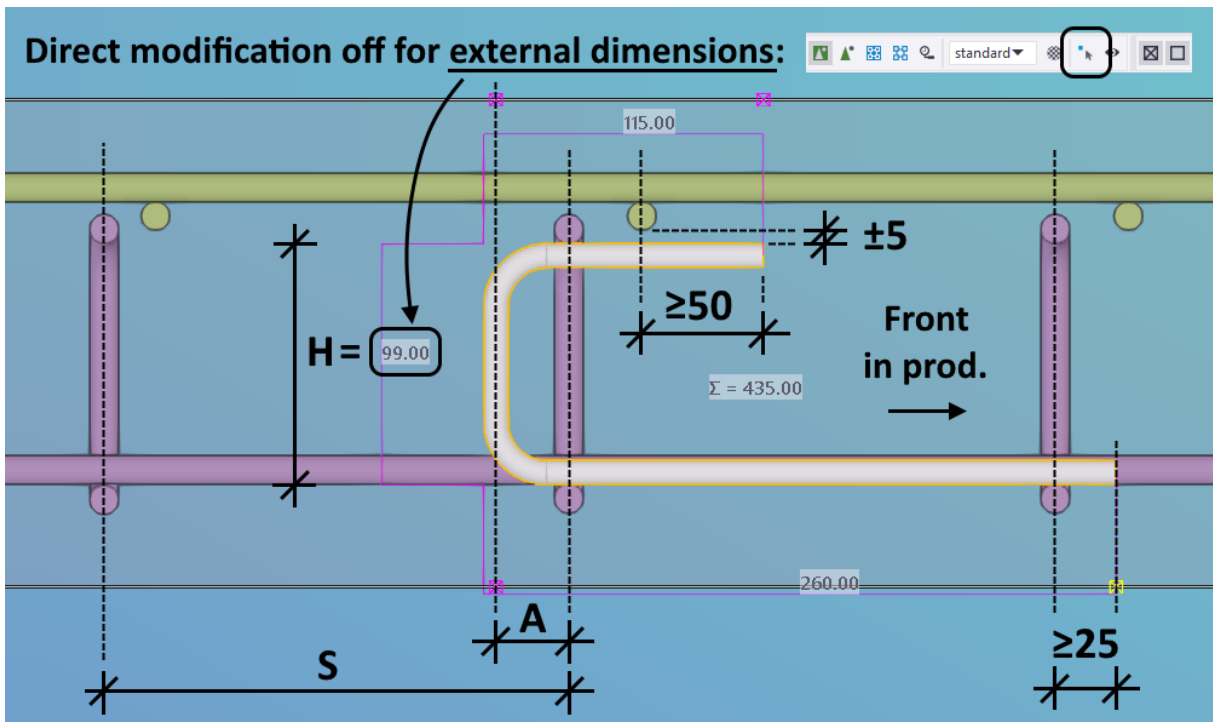 Direct modification off for external dimensions:
standard
115.00
±5
≥50
H = 99.00
Front
in prod.
Σ = 435.00
260.00
A
≥25
S